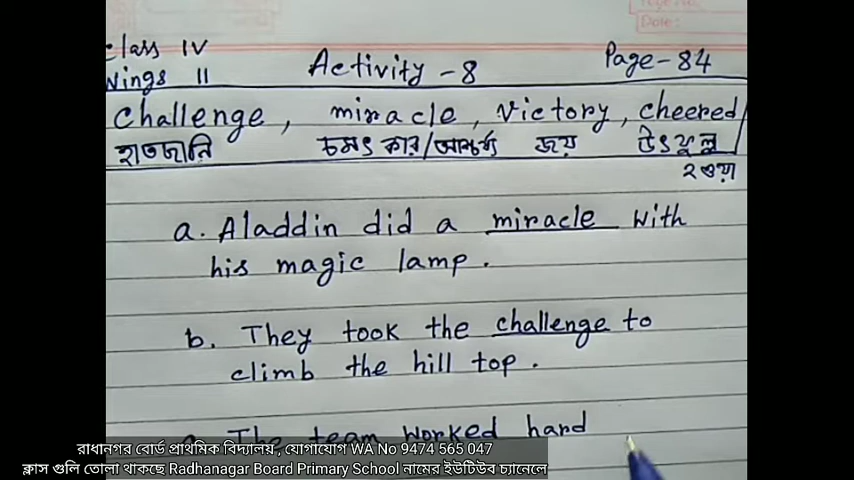 class IV
Wings II
Activity - 8
Page - 84
challenge, miracle, victory, cheered
হাতজানি চমৎকার/আশ্চর্য জয় উৎফুল্ল
হওয়া
a. Aladdin did a miracle with
his magic lamp.
b. They took the challenge to
climb the hill top.
The team worked hard
রাধানগর বোর্ড প্রাথমিক বিদ্যালয়, যোগাযোগ WA No 9474 565 047
ক্লাস গুলি তোলা থাকছে Radhanagar Board Primary School নামের ইউটিউব চ্যানেলে